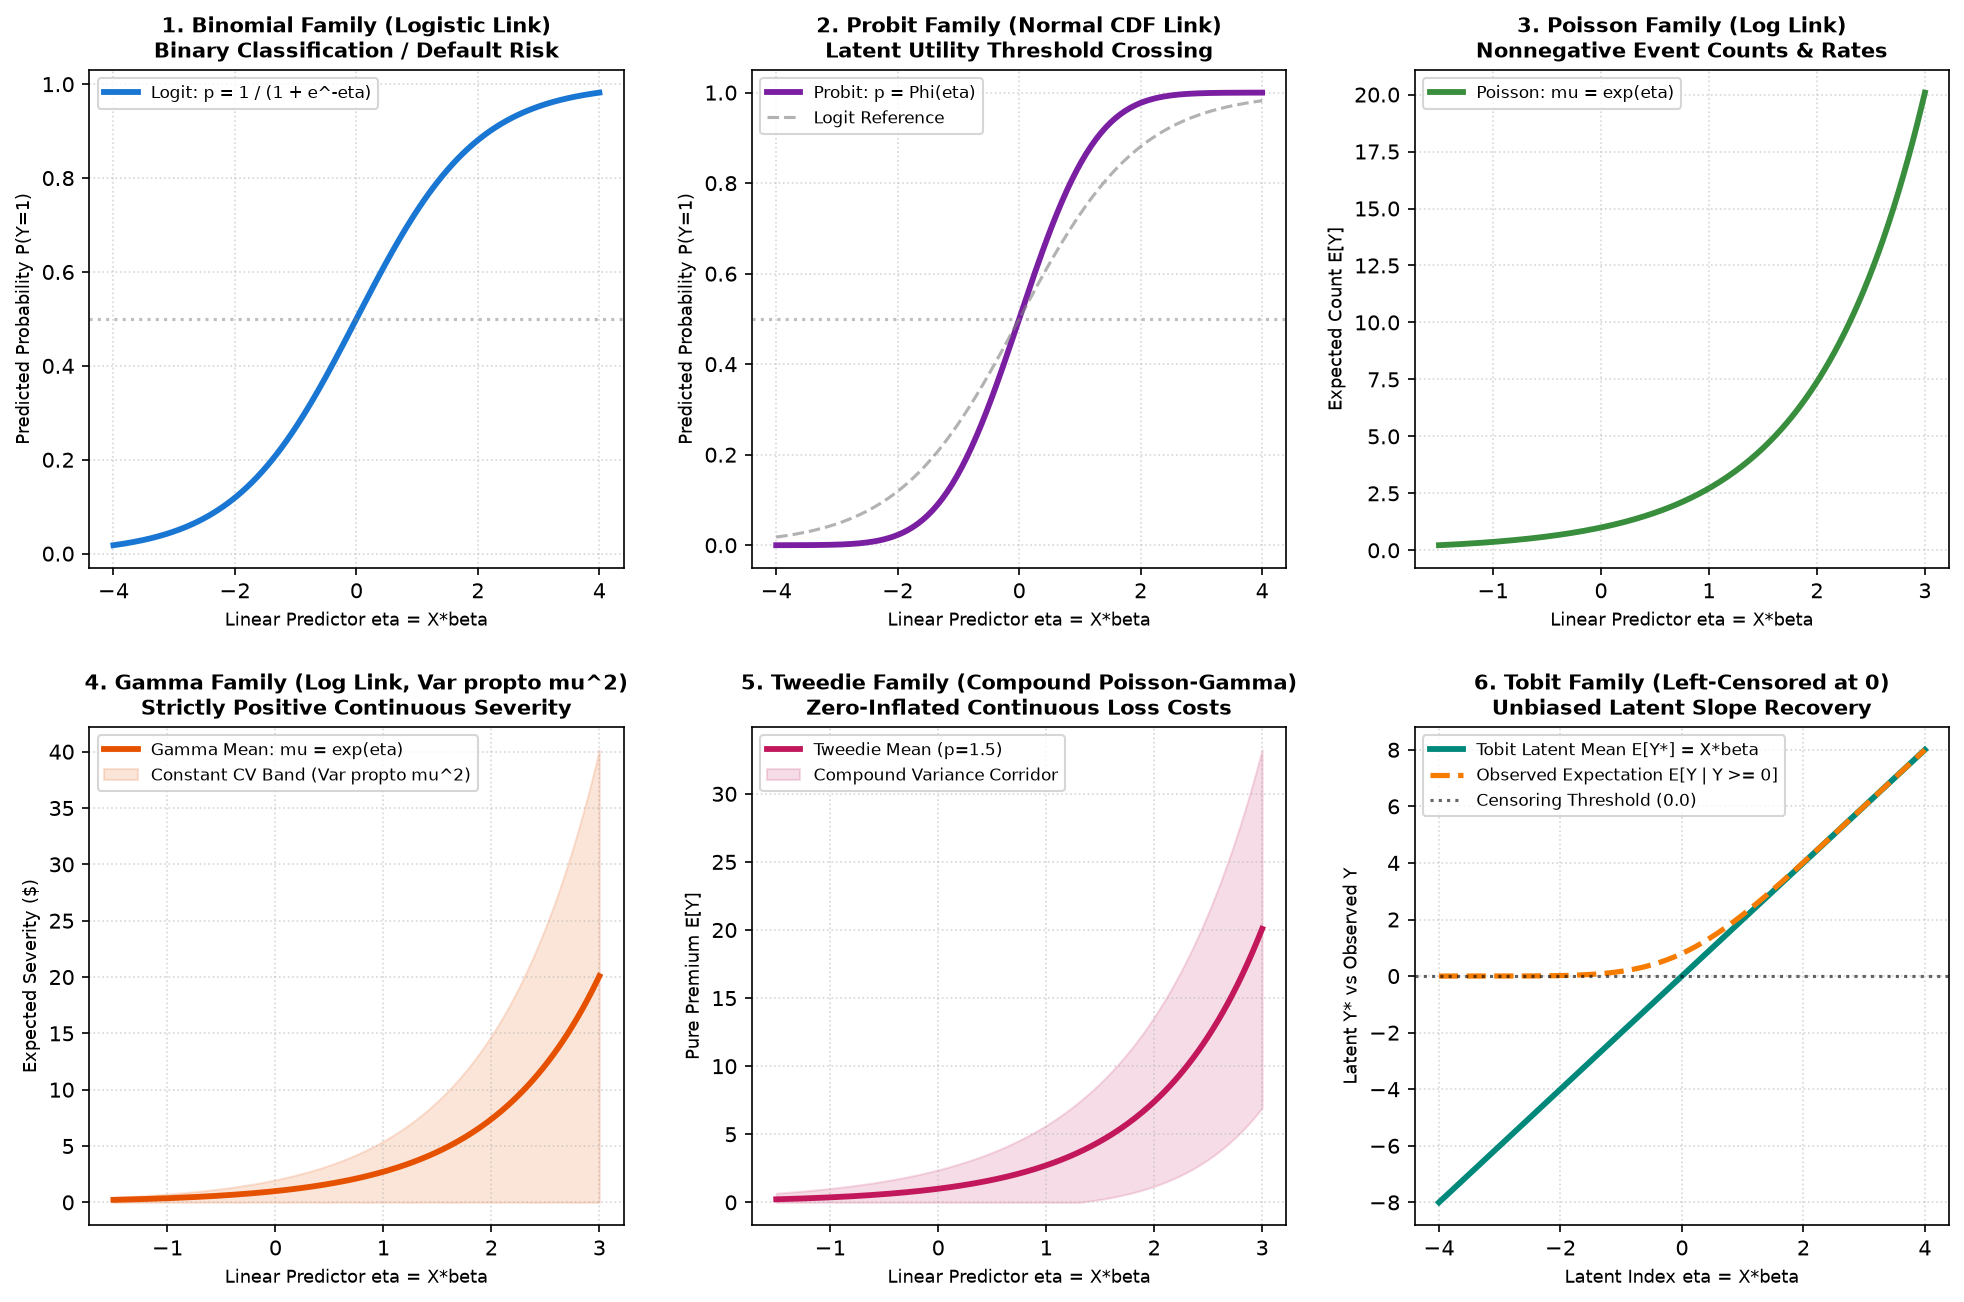 1. Binomial Family (Logistic Link)
Binary Classification / Default Risk
Logit: p = 1 / (1 + e^-eta)
Predicted Probability P(Y=1)
1.0
0.8
0.6
0.4
0.2
0.0
−4 −2 0 2 4
Linear Predictor eta = X*beta
2. Probit Family (Normal CDF Link)
Latent Utility Threshold Crossing
Probit: p = Phi(eta)
Logit Reference
Predicted Probability P(Y=1)
1.0
0.8
0.6
0.4
0.2
0.0
−4 −2 0 2 4
Linear Predictor eta = X*beta
3. Poisson Family (Log Link)
Nonnegative Event Counts & Rates
Poisson: mu = exp(eta)
Expected Count E[Y]
20.0
17.5
15.0
12.5
10.0
7.5
5.0
2.5
0.0
−1 0 1 2 3
Linear Predictor eta = X*beta
4. Gamma Family (Log Link, Var propto mu^2)
Strictly Positive Continuous Severity
Gamma Mean: mu = exp(eta)
Constant CV Band (Var propto mu^2)
Expected Severity ($)
40
35
30
25
20
15
10
5
0
−1 0 1 2 3
Linear Predictor eta = X*beta
5. Tweedie Family (Compound Poisson-Gamma)
Zero-Inflated Continuous Loss Costs
Tweedie Mean (p=1.5)
Compound Variance Corridor
Pure Premium E[Y]
30
25
20
15
10
5
0
−1 0 1 2 3
Linear Predictor eta = X*beta
6. Tobit Family (Left-Censored at 0)
Unbiased Latent Slope Recovery
Tobit Latent Mean E[Y*] = X*beta
Observed Expectation E[Y | Y >= 0]
Censoring Threshold (0.0)
Latent Y* vs Observed Y
8
6
4
2
0
−2
−4
−6
−8
−4 −2 0 2 4
Latent Index eta = X*beta